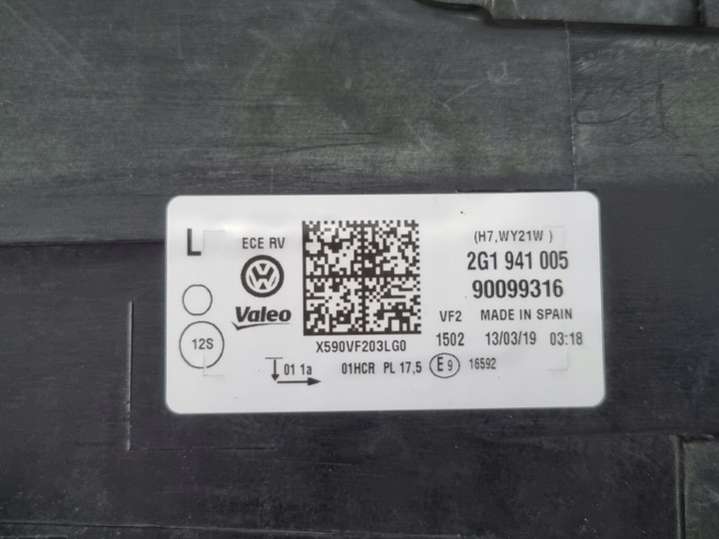 L
ECE RV
(H7,WY21W )
2G1 941 005
90099316
Valeo
VF2 MADE IN SPAIN
12S
X590VF203LG0
1502 13/03/19 03:18
01 1a
01HCR PL 17,5
E9
16592